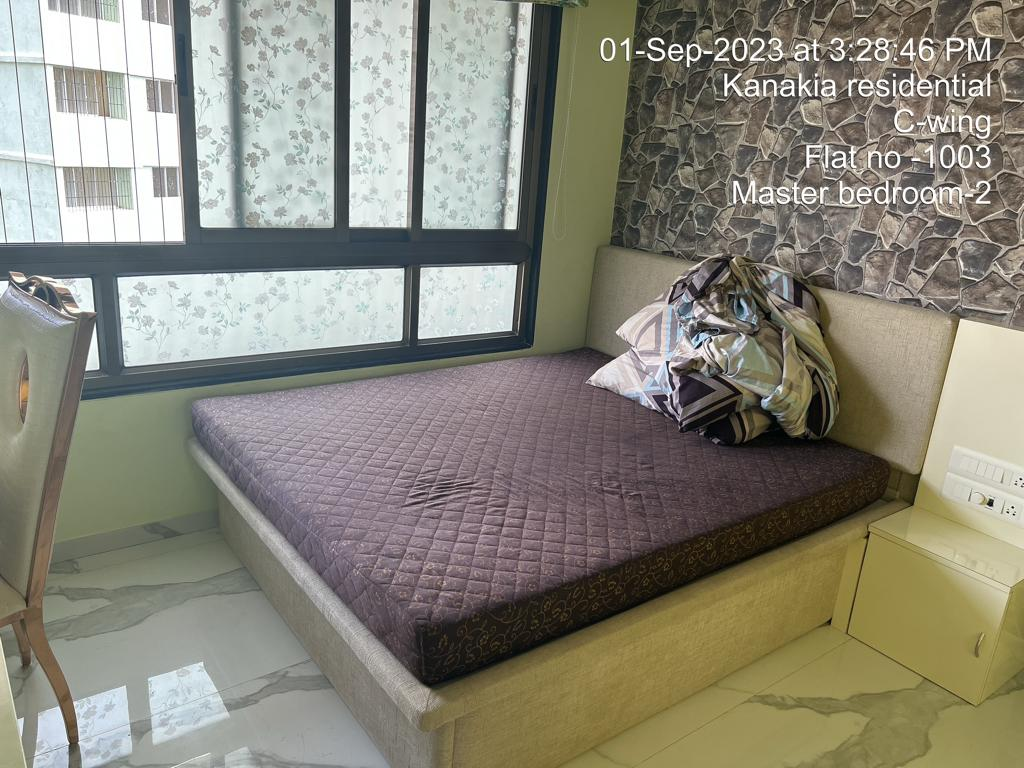 01-Sep-2023 at 3:28:46 PM
Kanakia residential
C-wing
Flat no -1003
Master bedroom-2